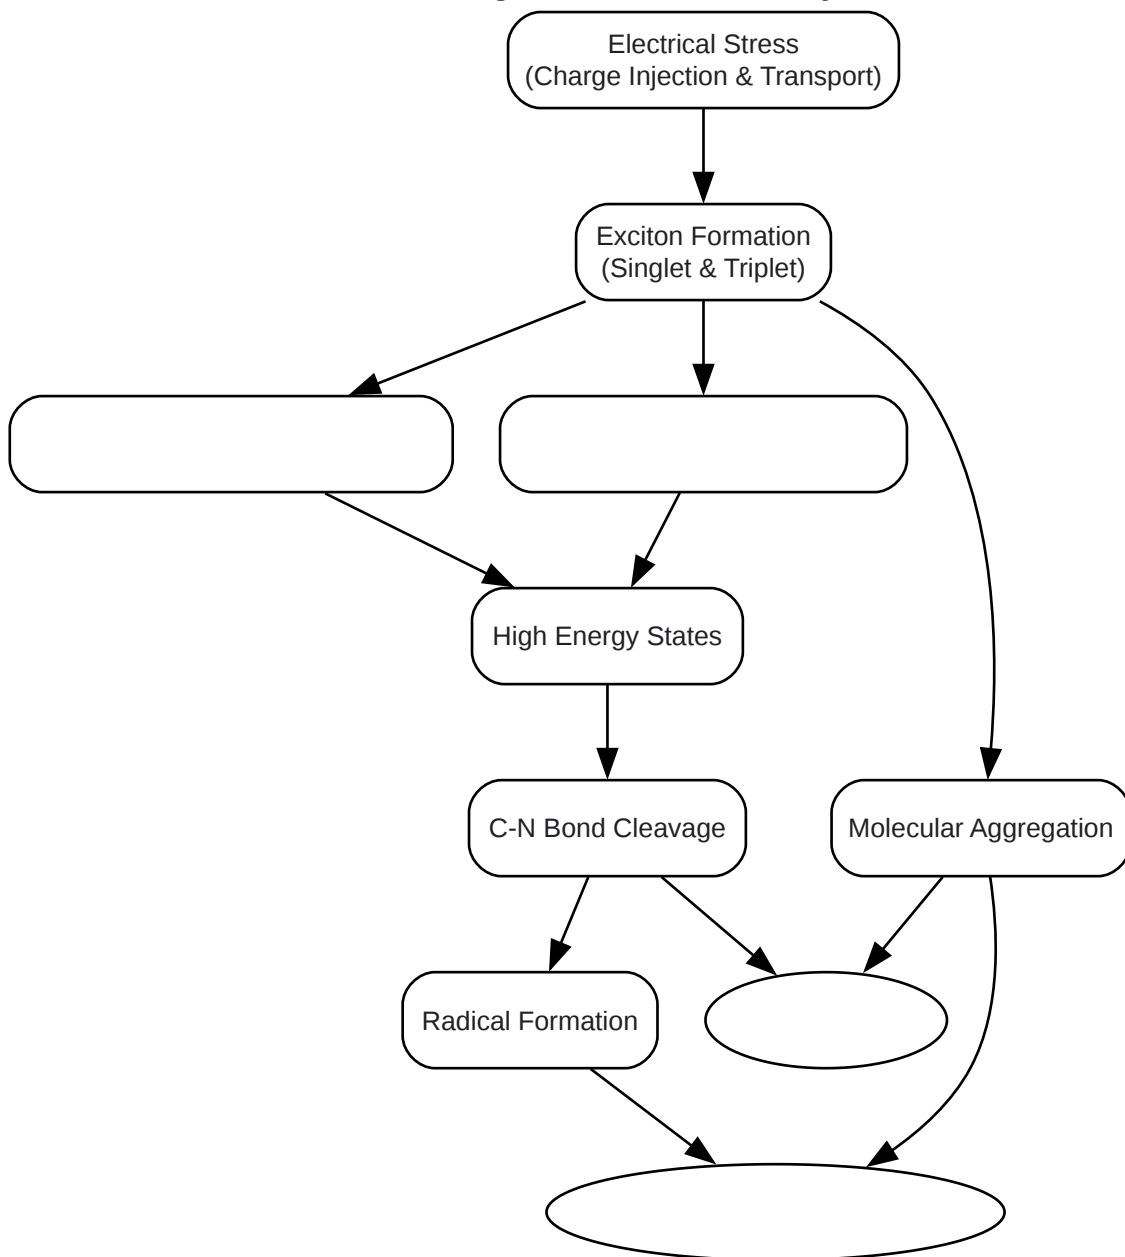 Electrical Stress
(Charge Injection & Transport)
Exciton Formation
(Singlet & Triplet)
High Energy States
C-N Bond Cleavage
Molecular Aggregation
Radical Formation